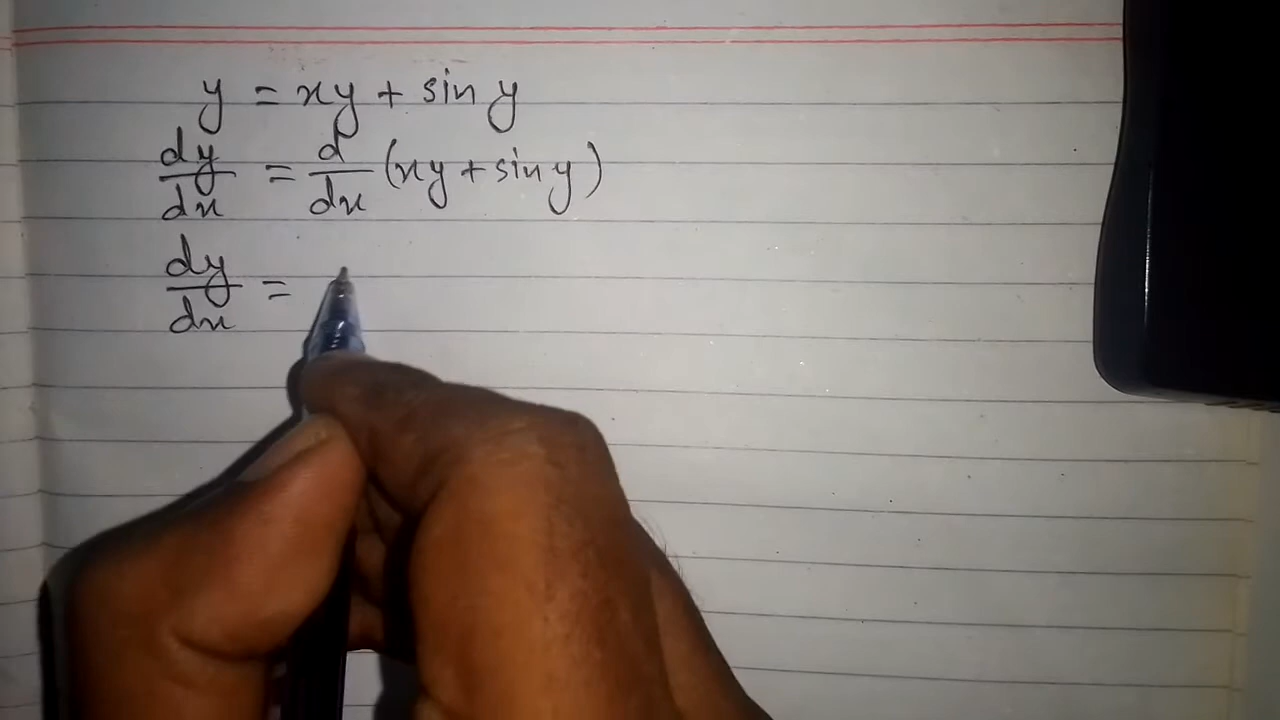 y = xy + sin y
dy/dx = d/dx (xy + sin y)
dy/dx =